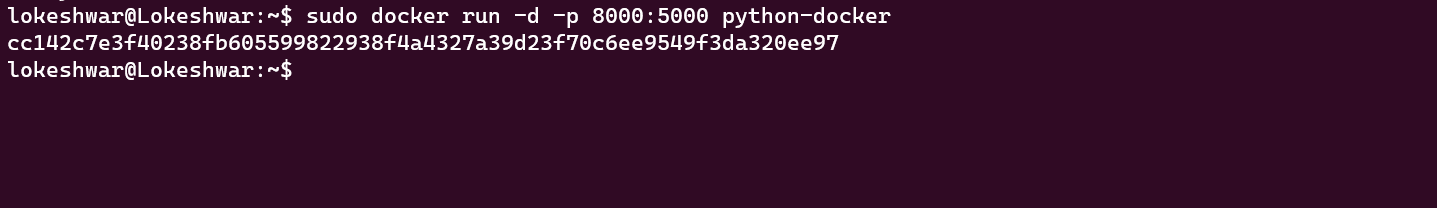 lokeshwar@Lokeshwar:~$ sudo docker run -d -p 8000:5000 python-docker
cc142c7e3f40238fb605599822938f4a4327a39d23f70c6ee9549f3da320ee97
lokeshwar@Lokeshwar:~$